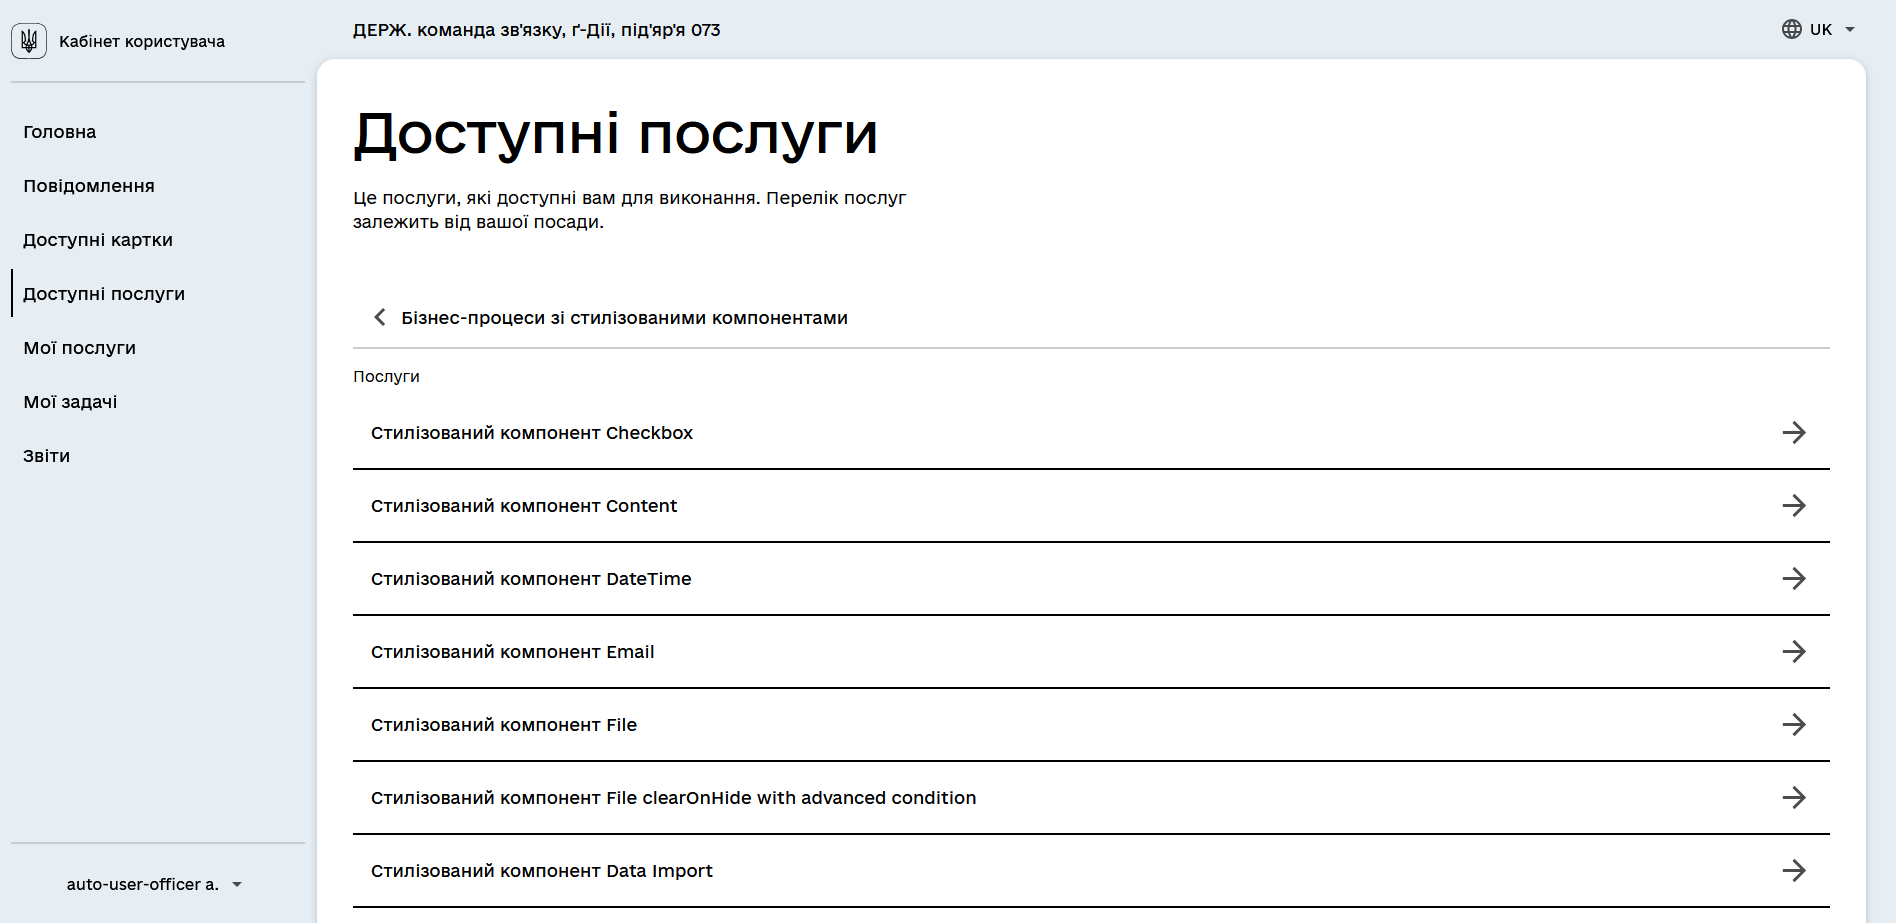 Кабінет користувача
ДЕРЖ. команда зв'язку, ґ-Дії, під'яр'я 073
UK
Головна
Повідомлення
Доступні картки
Доступні послуги
Мої послуги
Мої задачі
Звіти
auto-user-officer a.
Доступні послуги
Це послуги, які доступні вам для виконання. Перелік послуг
залежить від вашої посади.
Бізнес-процеси зі стилізованими компонентами
Послуги
Стилізований компонент Checkbox
Стилізований компонент Content
Стилізований компонент DateTime
Стилізований компонент Email
Стилізований компонент File
Стилізований компонент File clearOnHide with advanced condition
Стилізований компонент Data Import